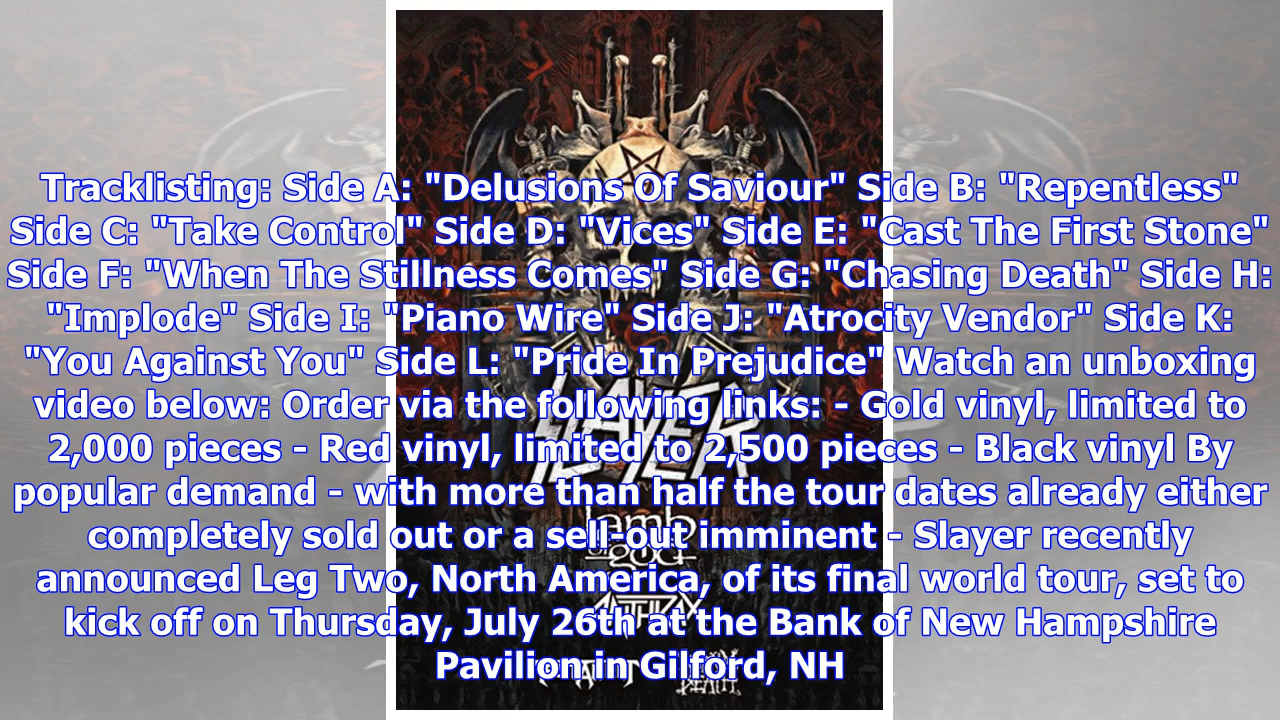 Tracklisting: Side A: "Delusions Of Saviour" Side B: "Repentless"
Side C: "Take Control" Side D: "Vices" Side E: "Cast The First Stone"
Side F: "When The Stillness Comes" Side G: "Chasing Death" Side H:
"Implode" Side I: "Piano Wire" Side J: "Atrocity Vendor" Side K:
"You Against You" Side L: "Pride In Prejudice" Watch an unboxing
video below: Order via the following links: - Gold vinyl, limited to
2,000 pieces - Red vinyl, limited to 2,500 pieces - Black vinyl By
popular demand - with more than half the tour dates already either
completely sold out or a sell-out imminent - Slayer recently
announced Leg Two, North America, of its final world tour, set to
kick off on Thursday, July 26th at the Bank of New Hampshire
Pavilion in Gilford, NH
SLAYER
lamb
of god
ANTHRAX
DEATH